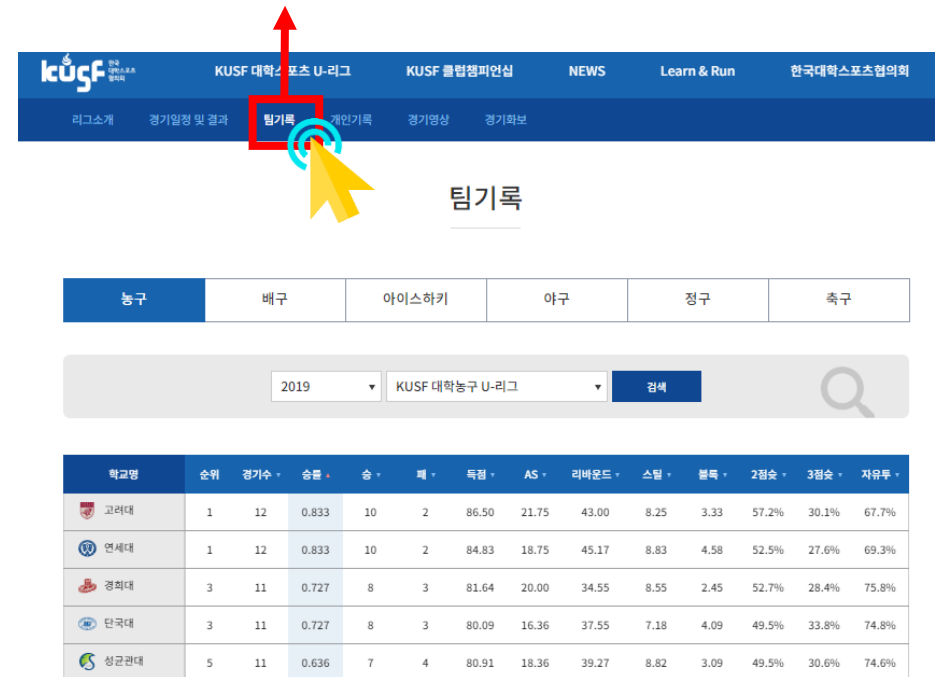 kusf 한국 대학스포츠 협의회 KUSF 대학스포츠 U-리그 KUSF 클럽챔피언십 NEWS Learn & Run 한국대학스포츠협의회
리그소개 경기일정 및 결과 팀기록 개인기록 경기영상 경기화보
팀기록
농구 배구 아이스하키 야구 정구 축구
2019 KUSF 대학농구 U-리그 검색
학교명 순위 경기수 승률 승 패 득점 AS 리바운드 스틸 블록 2점슛 3점슛 자유투
고려대 1 12 0.833 10 2 86.50 21.75 43.00 8.25 3.33 57.2% 30.1% 67.7%
연세대 1 12 0.833 10 2 84.83 18.75 45.17 8.83 4.58 52.5% 27.6% 69.3%
경희대 3 11 0.727 8 3 81.64 20.00 34.55 8.55 2.45 52.7% 28.4% 75.8%
단국대 3 11 0.727 8 3 80.09 16.36 37.55 7.18 4.09 49.5% 33.8% 74.8%
성균관대 5 11 0.636 7 4 80.91 18.36 39.27 8.82 3.09 49.5% 30.6% 74.6%